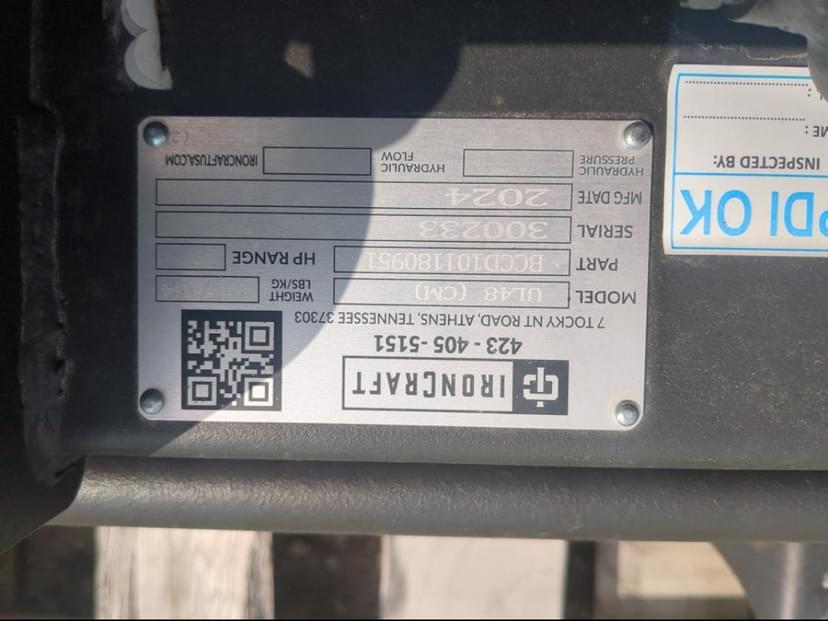 IRONCRAFT
423 - 405 - 5151
7 TOCKY NT ROAD, ATHENS, TENNESSEE 37303
MODEL UL48 (CM) WEIGHT LBS/KG
PART BCCD101180951 HP RANGE
SERIAL 300233
MFG DATE 2024
HYDRAULIC PRESSURE HYDRAULIC FLOW IRONCRAFTUSA.COM
PDI OK
INSPECTED BY: